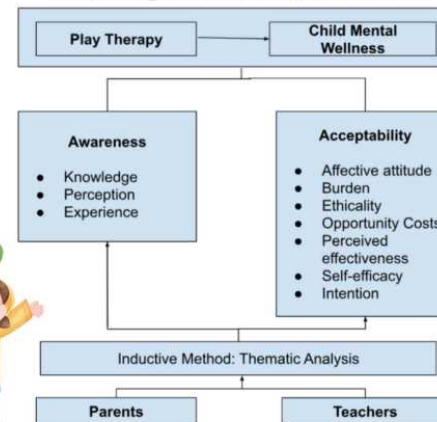 Play Therapy
Child Mental
Wellness
Awareness
● Knowledge
● Perception
● Experience
Acceptability
● Affective attitude
● Burden
● Ethicality
● Opportunity Costs
● Perceived
effectiveness
● Self-efficacy
● Intention
Inductive Method: Thematic Analysis
Parents
Teachers